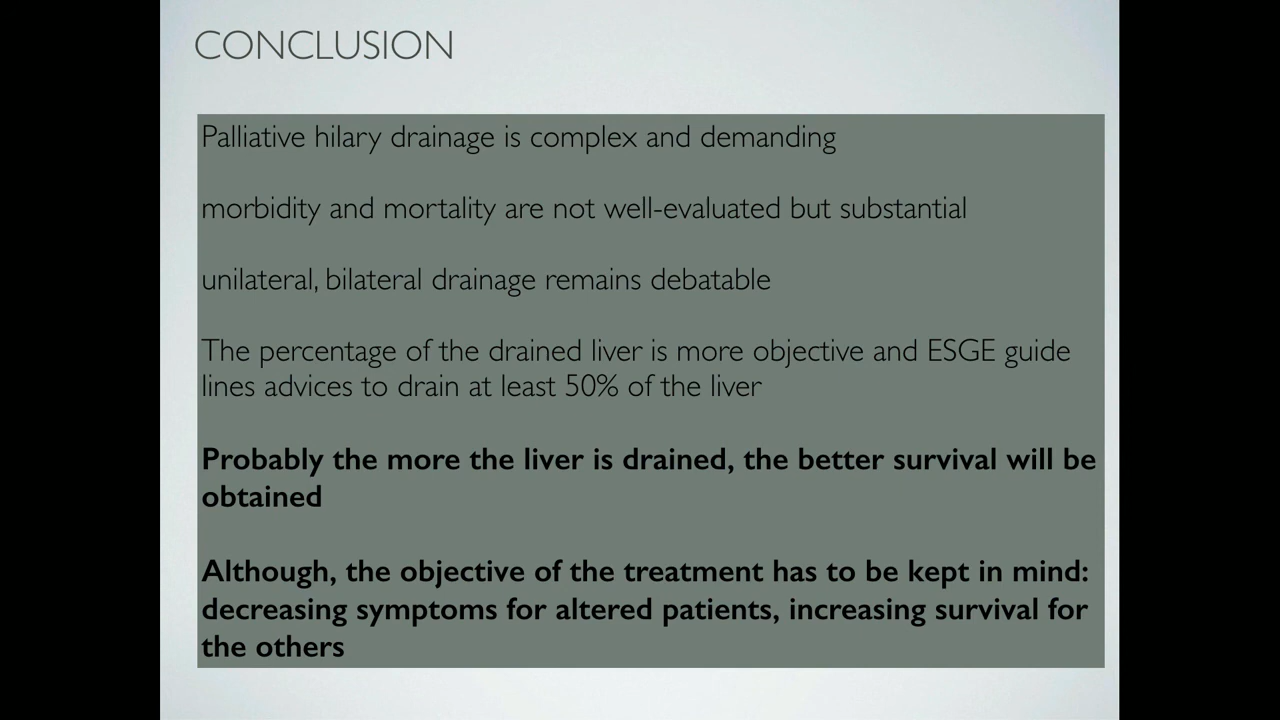 CONCLUSION
Palliative hilary drainage is complex and demanding
morbidity and mortality are not well-evaluated but substantial
unilateral, bilateral drainage remains debatable
The percentage of the drained liver is more objective and ESGE guide
lines advices to drain at least 50% of the liver
Probably the more the liver is drained, the better survival will be
obtained
Although, the objective of the treatment has to be kept in mind:
decreasing symptoms for altered patients, increasing survival for
the others